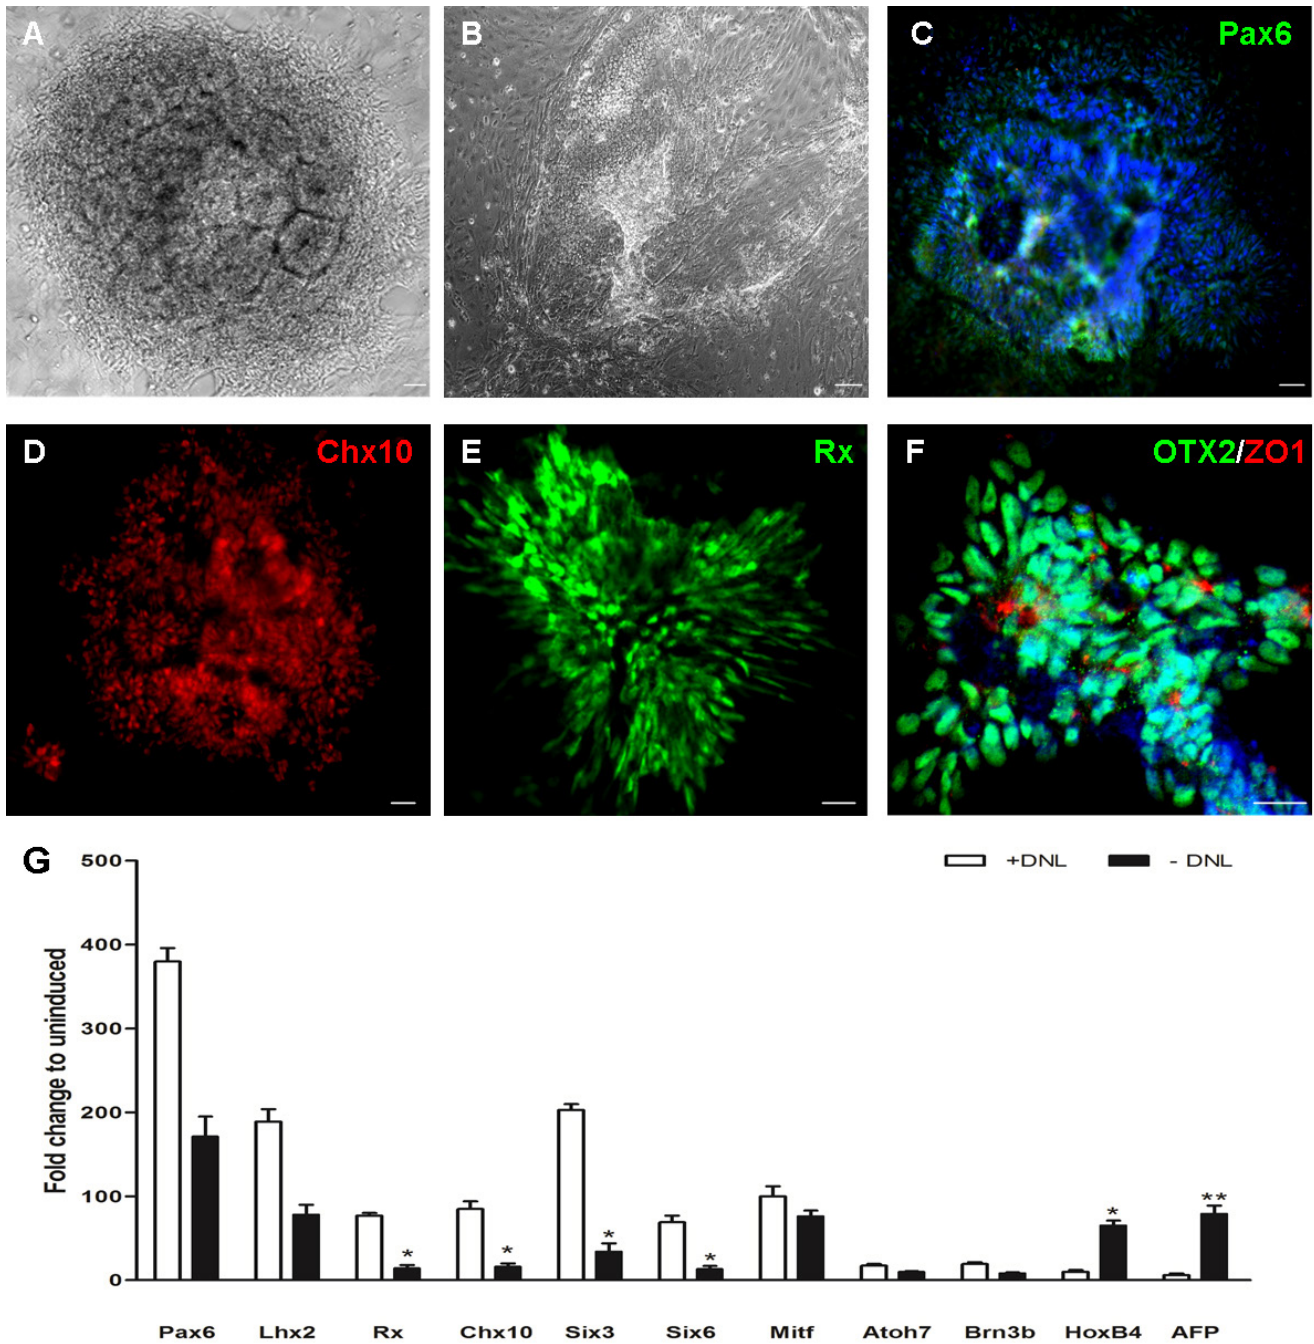 A
B
C Pax6
D Chx10
E Rx
F OTX2/ZO1
G
+DNL - DNL
Fold change to uninduced
500
400
300
200
100
0
* * * * * **
Pax6 Lhx2 Rx Chx10 Six3 Six6 Mitf Atoh7 Brn3b HoxB4 AFP